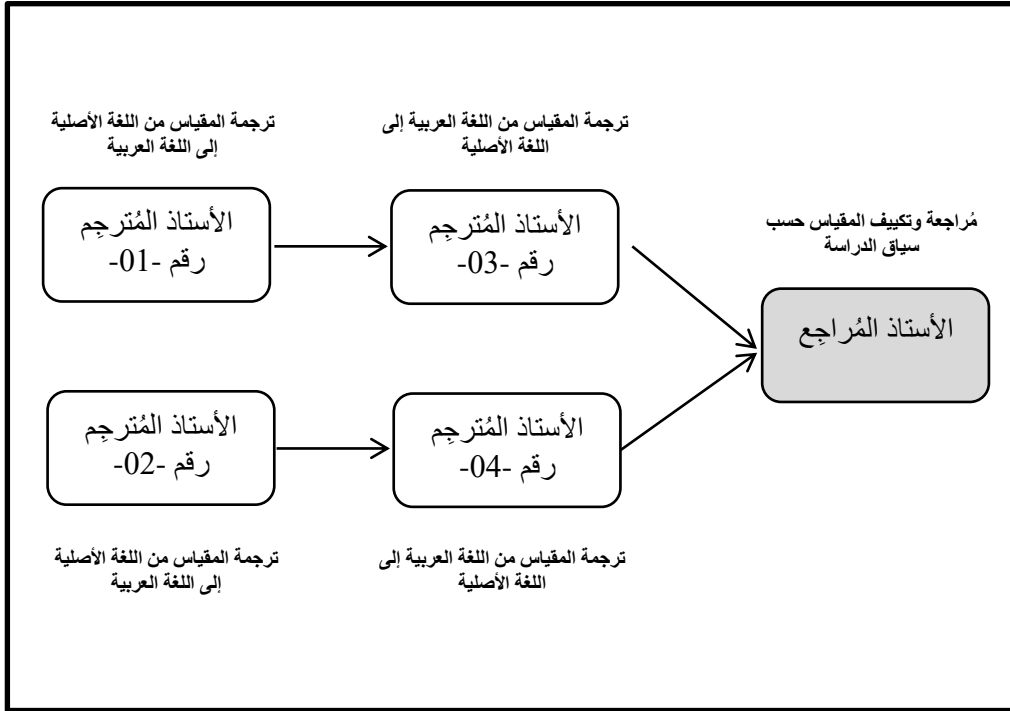 ترجمة المقياس من اللغة الأصلية
إلى اللغة العربية
الأستاذ المُترجِم
رقم -01-
ترجمة المقياس من اللغة العربية إلى
اللغة الأصلية
الأستاذ المُترجِم
رقم -03-
مُراجعة وتكييف المقياس حسب
سياق الدراسة
الأستاذ المُراجِع
الأستاذ المُترجِم
رقم -02-
ترجمة المقياس من اللغة الأصلية
إلى اللغة العربية
الأستاذ المُترجِم
رقم -04-
ترجمة المقياس من اللغة العربية إلى
اللغة الأصلية